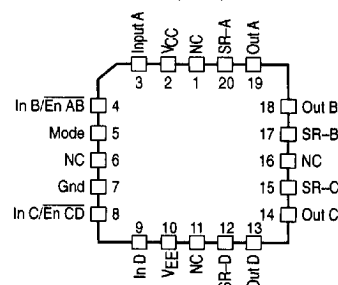 Input A
VCC
NC
SR-A
Out A
3
2
1
20
19
In B/En AB 4
Mode 5
NC 6
Gnd 7
In C/En CD 8
18 Out B
17 SR-B
16 NC
15 SR-C
14 Out C
9
10
11
12
13
In D
VEE
NC
SR-D
Out D